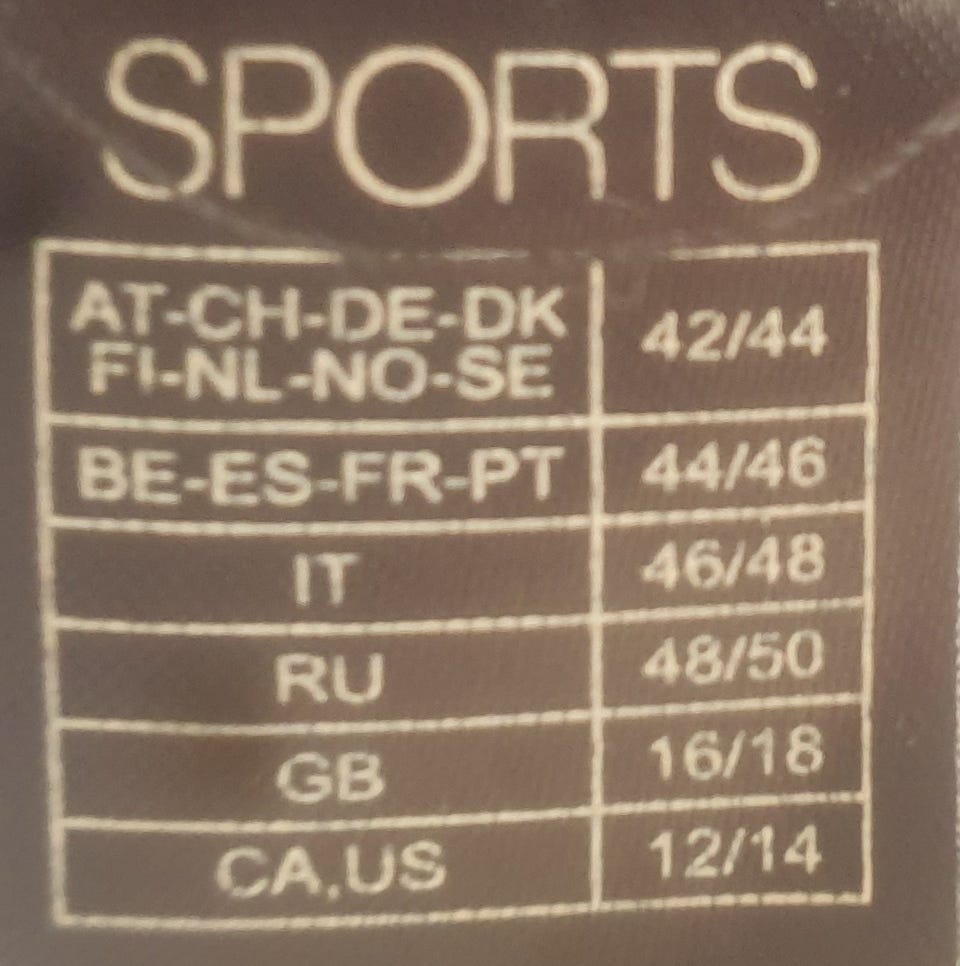 SPORTS
AT-CH-DE-DK
FI-NL-NO-SE
42/44
BE-ES-FR-PT 44/46
IT 46/48
RU 48/50
GB 16/18
CA,US 12/14